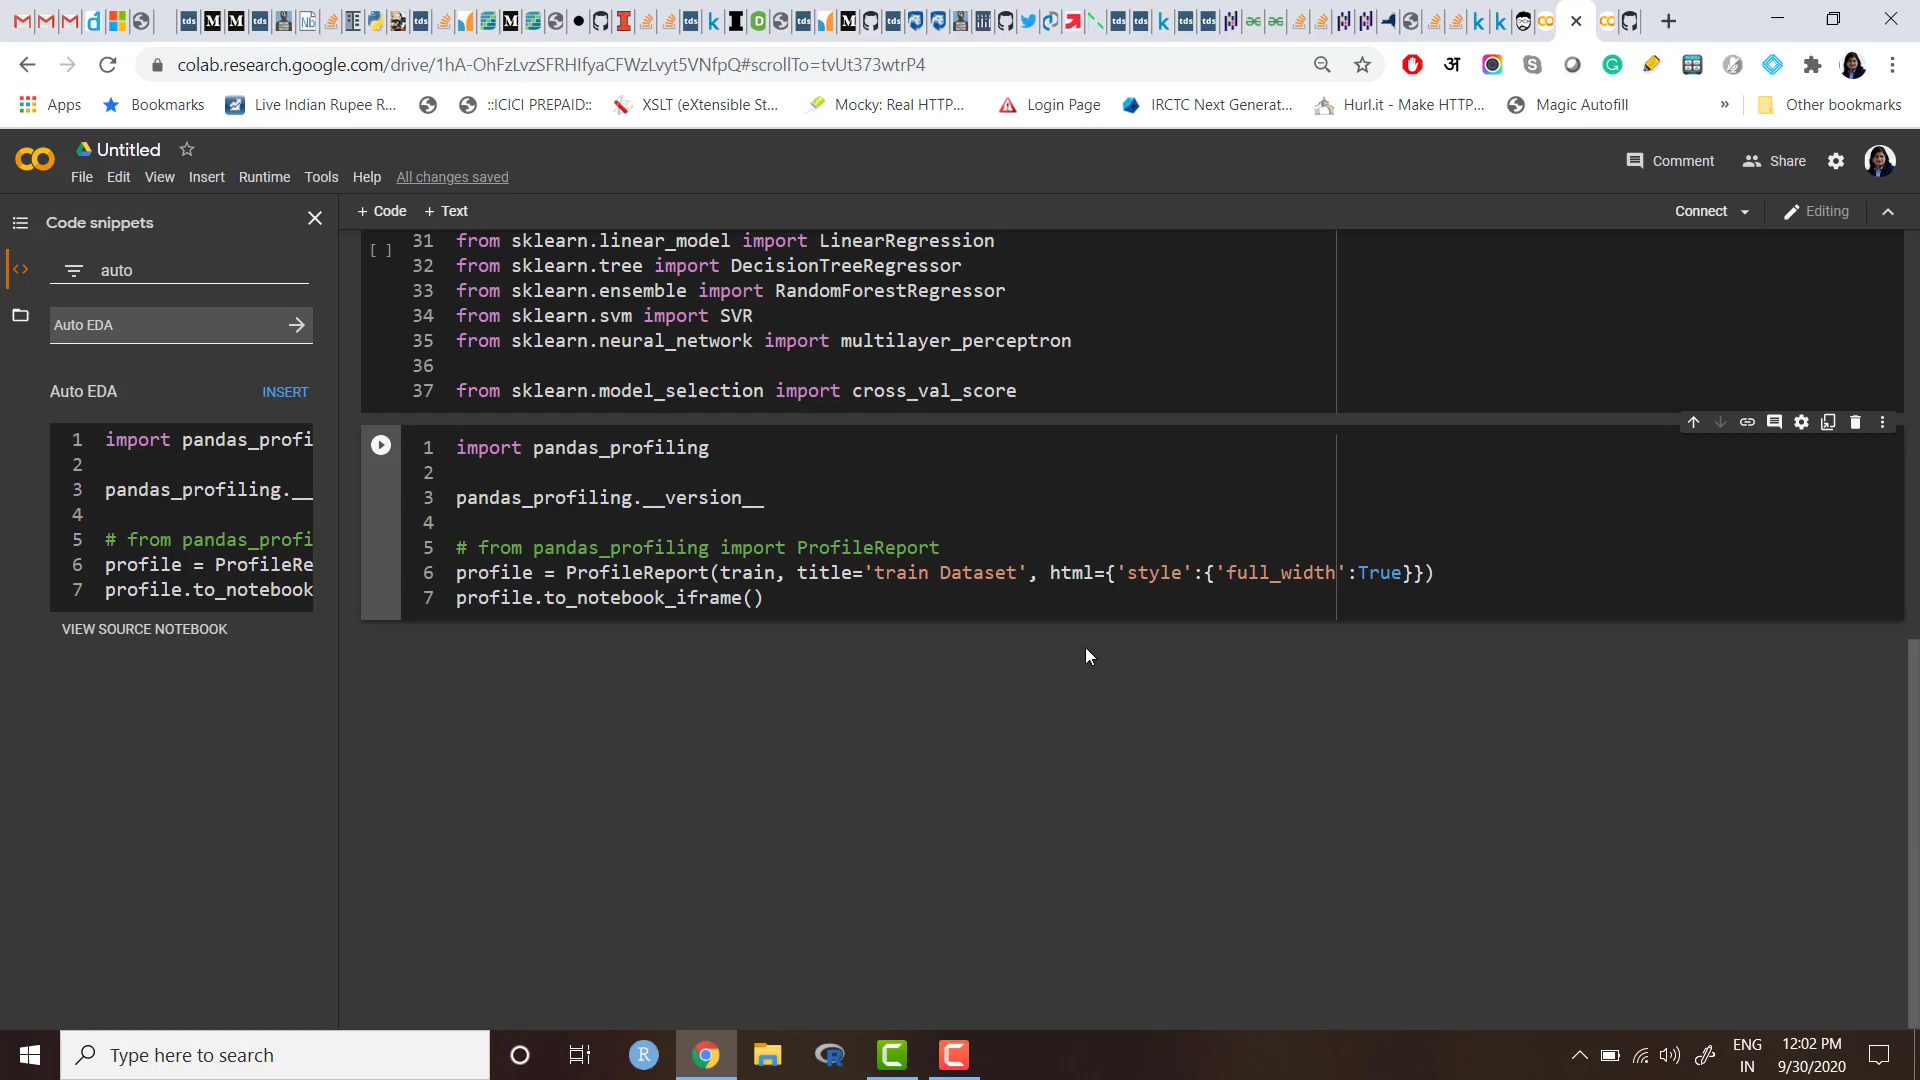 colab.research.google.com/drive/1hA-OhFzLvzSFRHIfyaCFWzLvyt5VNfpQ#scrollTo=tvUt373wtrP4
Apps Bookmarks Live Indian Rupee R... ::ICICI PREPAID:: XSLT (eXtensible St... Mocky: Real HTTP... Login Page IRCTC Next Generat... Hurl.it - Make HTTP... Magic Autofill » Other bookmarks
Untitled
File Edit View Insert Runtime Tools Help All changes saved
Comment Share
Code snippets
+ Code + Text
Connect Editing
auto
Auto EDA
Auto EDA INSERT
1 import pandas_profi
2
3 pandas_profiling.__
4
5 # from pandas_profi
6 profile = ProfileRe
7 profile.to_notebook
VIEW SOURCE NOTEBOOK
[ ]
31 from sklearn.linear_model import LinearRegression
32 from sklearn.tree import DecisionTreeRegressor
33 from sklearn.ensemble import RandomForestRegressor
34 from sklearn.svm import SVR
35 from sklearn.neural_network import multilayer_perceptron
36
37 from sklearn.model_selection import cross_val_score
1 import pandas_profiling
2
3 pandas_profiling.__version__
4
5 # from pandas_profiling import ProfileReport
6 profile = ProfileReport(train, title='train Dataset', html={'style':{'full_width':True}})
7 profile.to_notebook_iframe()
Type here to search
ENG
IN
12:02 PM
9/30/2020